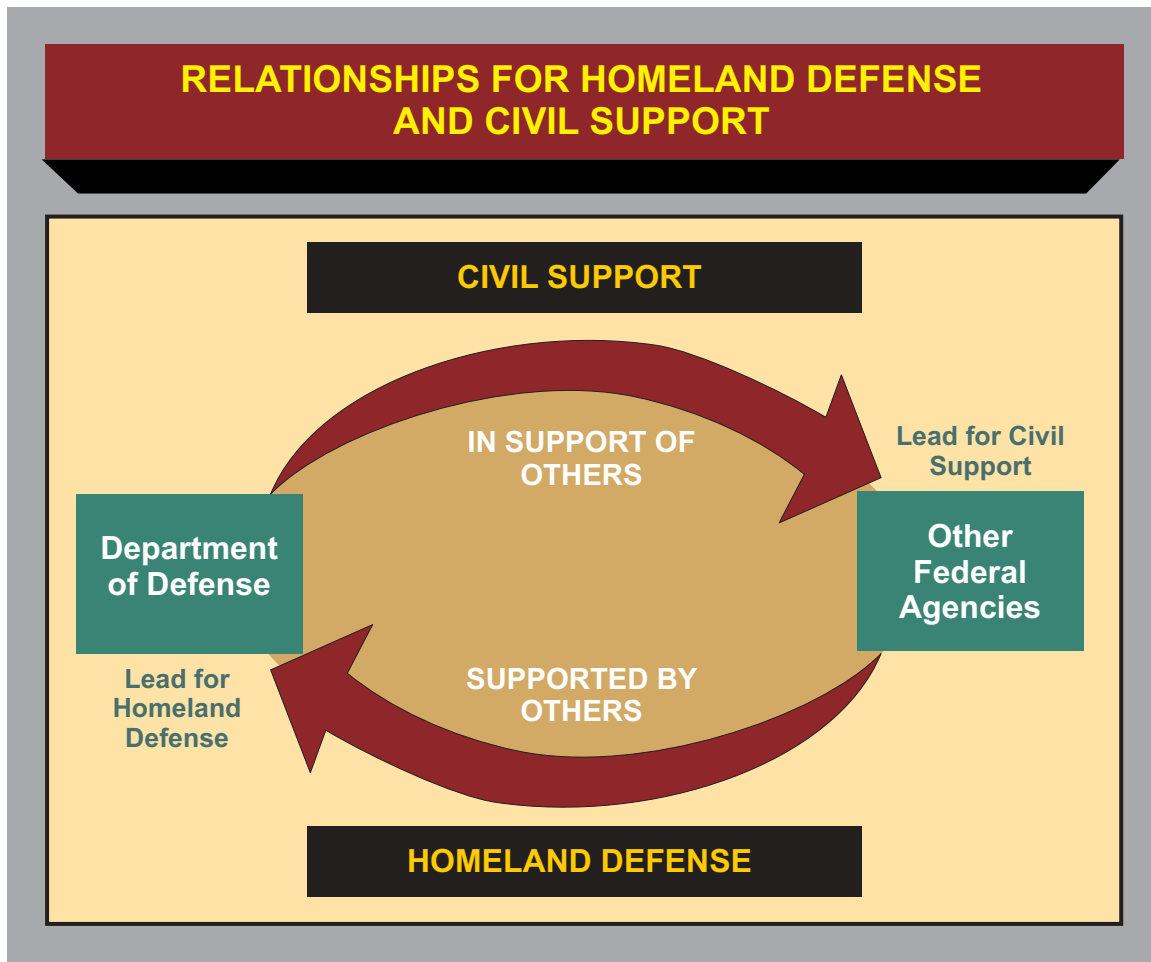 RELATIONSHIPS FOR HOMELAND DEFENSE
AND CIVIL SUPPORT
CIVIL SUPPORT
IN SUPPORT OF
OTHERS
Lead for Civil
Support
Department
of Defense
Other
Federal
Agencies
Lead for
Homeland
Defense
SUPPORTED BY
OTHERS
HOMELAND DEFENSE